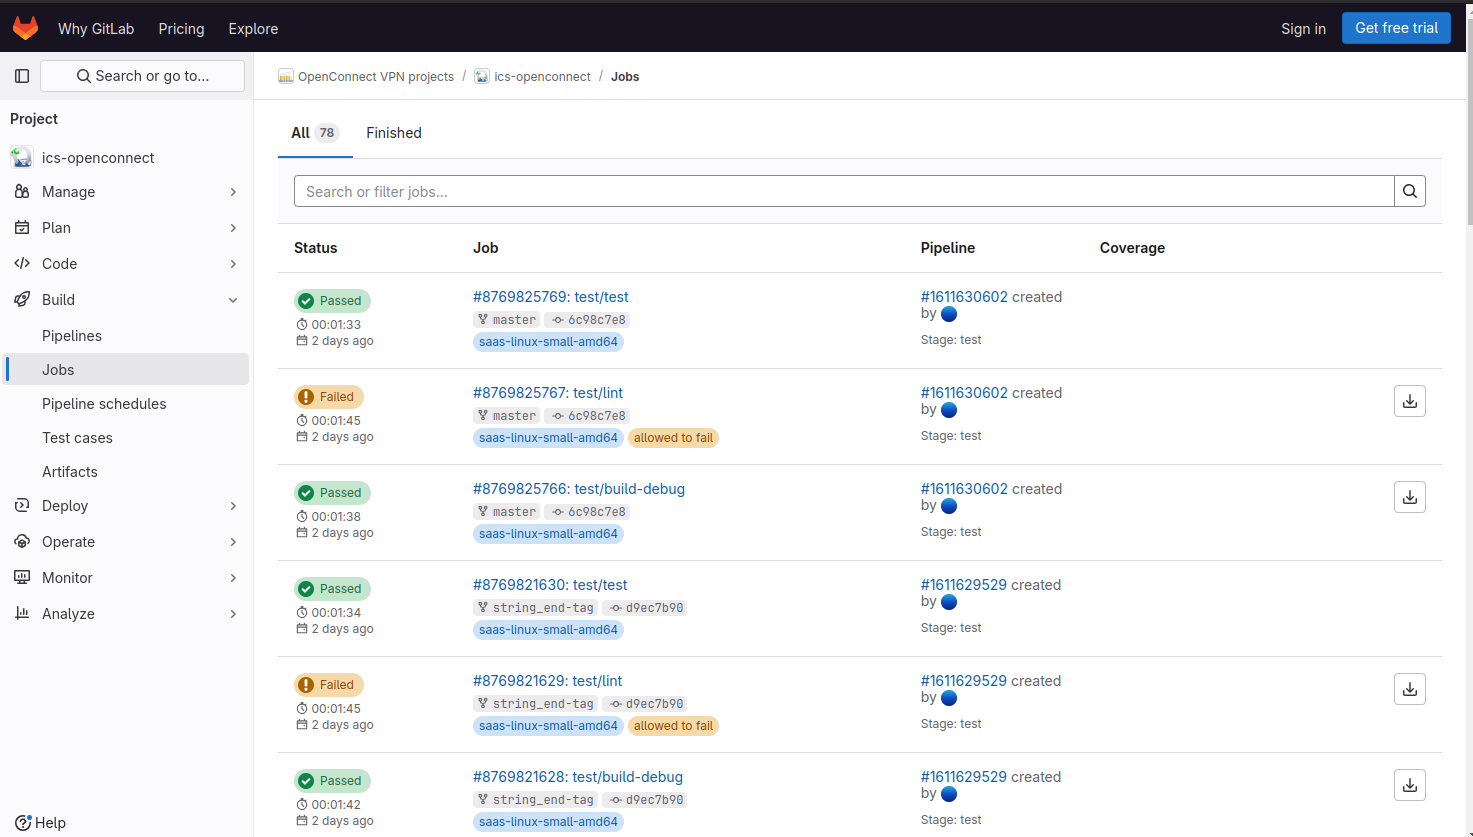 Why GitLab Pricing Explore Sign in Get free trial
Search or go to... OpenConnect VPN projects / ics-openconnect / Jobs
Project
ics-openconnect
Manage
Plan
Code
Build
Pipelines
Jobs
Pipeline schedules
Test cases
Artifacts
Deploy
Operate
Monitor
Analyze
Help
All 78 Finished
Search or filter jobs...
Status Job Pipeline Coverage
Passed #8769825769: test/test #1611630602 created
00:01:33 master 6c98c7e8 by
2 days ago saas-linux-small-amd64 Stage: test
Failed #8769825767: test/lint #1611630602 created
00:01:45 master 6c98c7e8 by
2 days ago saas-linux-small-amd64 allowed to fail Stage: test
Passed #8769825766: test/build-debug #1611630602 created
00:01:38 master 6c98c7e8 by
2 days ago saas-linux-small-amd64 Stage: test
Passed #8769821630: test/test #1611629529 created
00:01:34 string_end-tag d9ec7b90 by
2 days ago saas-linux-small-amd64 Stage: test
Failed #8769821629: test/lint #1611629529 created
00:01:45 string_end-tag d9ec7b90 by
2 days ago saas-linux-small-amd64 allowed to fail Stage: test
Passed #8769821628: test/build-debug #1611629529 created
00:01:42 string_end-tag d9ec7b90 by
2 days ago saas-linux-small-amd64 Stage: test